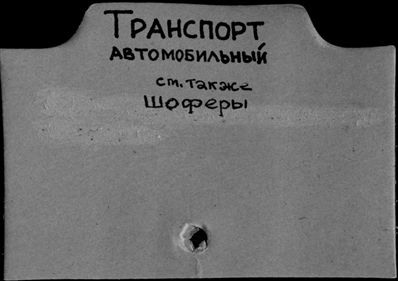 Транспорт
автомобильный
см. также
Шоферы